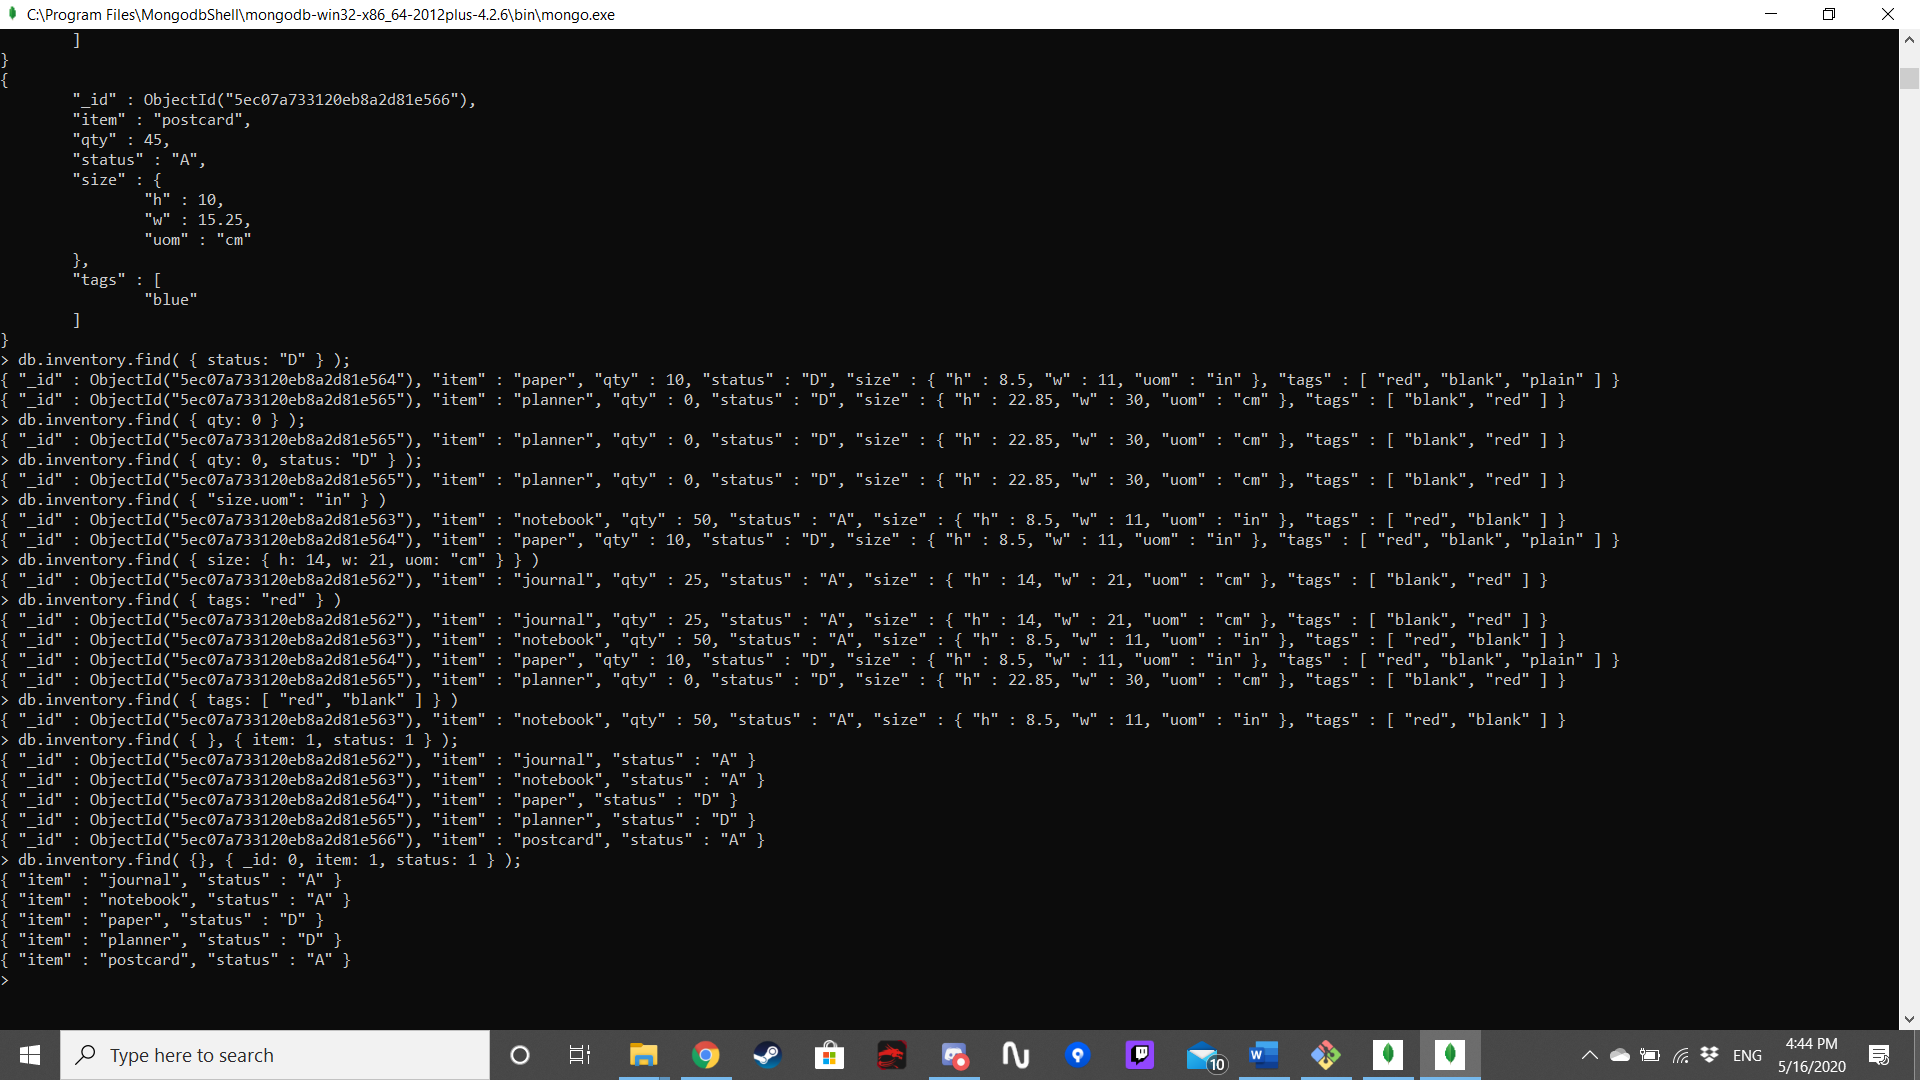 C:\Program Files\MongodbShell\mongodb-win32-x86_64-2012plus-4.2.6\bin\mongo.exe
        ]
}
{
        "_id" : ObjectId("5ec07a733120eb8a2d81e566"),
        "item" : "postcard",
        "qty" : 45,
        "status" : "A",
        "size" : {
                "h" : 10,
                "w" : 15.25,
                "uom" : "cm"
        },
        "tags" : [
                "blue"
        ]
}
> db.inventory.find( { status: "D" } );
{ "_id" : ObjectId("5ec07a733120eb8a2d81e564"), "item" : "paper", "qty" : 10, "status" : "D", "size" : { "h" : 8.5, "w" : 11, "uom" : "in" }, "tags" : [ "red", "blank", "plain" ] }
{ "_id" : ObjectId("5ec07a733120eb8a2d81e565"), "item" : "planner", "qty" : 0, "status" : "D", "size" : { "h" : 22.85, "w" : 30, "uom" : "cm" }, "tags" : [ "blank", "red" ] }
> db.inventory.find( { qty: 0 } );
{ "_id" : ObjectId("5ec07a733120eb8a2d81e565"), "item" : "planner", "qty" : 0, "status" : "D", "size" : { "h" : 22.85, "w" : 30, "uom" : "cm" }, "tags" : [ "blank", "red" ] }
> db.inventory.find( { qty: 0, status: "D" } );
{ "_id" : ObjectId("5ec07a733120eb8a2d81e565"), "item" : "planner", "qty" : 0, "status" : "D", "size" : { "h" : 22.85, "w" : 30, "uom" : "cm" }, "tags" : [ "blank", "red" ] }
> db.inventory.find( { "size.uom": "in" } )
{ "_id" : ObjectId("5ec07a733120eb8a2d81e563"), "item" : "notebook", "qty" : 50, "status" : "A", "size" : { "h" : 8.5, "w" : 11, "uom" : "in" }, "tags" : [ "red", "blank" ] }
{ "_id" : ObjectId("5ec07a733120eb8a2d81e564"), "item" : "paper", "qty" : 10, "status" : "D", "size" : { "h" : 8.5, "w" : 11, "uom" : "in" }, "tags" : [ "red", "blank", "plain" ] }
> db.inventory.find( { size: { h: 14, w: 21, uom: "cm" } } )
{ "_id" : ObjectId("5ec07a733120eb8a2d81e562"), "item" : "journal", "qty" : 25, "status" : "A", "size" : { "h" : 14, "w" : 21, "uom" : "cm" }, "tags" : [ "blank", "red" ] }
> db.inventory.find( { tags: "red" } )
{ "_id" : ObjectId("5ec07a733120eb8a2d81e562"), "item" : "journal", "qty" : 25, "status" : "A", "size" : { "h" : 14, "w" : 21, "uom" : "cm" }, "tags" : [ "blank", "red" ] }
{ "_id" : ObjectId("5ec07a733120eb8a2d81e563"), "item" : "notebook", "qty" : 50, "status" : "A", "size" : { "h" : 8.5, "w" : 11, "uom" : "in" }, "tags" : [ "red", "blank" ] }
{ "_id" : ObjectId("5ec07a733120eb8a2d81e564"), "item" : "paper", "qty" : 10, "status" : "D", "size" : { "h" : 8.5, "w" : 11, "uom" : "in" }, "tags" : [ "red", "blank", "plain" ] }
{ "_id" : ObjectId("5ec07a733120eb8a2d81e565"), "item" : "planner", "qty" : 0, "status" : "D", "size" : { "h" : 22.85, "w" : 30, "uom" : "cm" }, "tags" : [ "blank", "red" ] }
> db.inventory.find( { tags: [ "red", "blank" ] } )
{ "_id" : ObjectId("5ec07a733120eb8a2d81e563"), "item" : "notebook", "qty" : 50, "status" : "A", "size" : { "h" : 8.5, "w" : 11, "uom" : "in" }, "tags" : [ "red", "blank" ] }
> db.inventory.find( { }, { item: 1, status: 1 } );
{ "_id" : ObjectId("5ec07a733120eb8a2d81e562"), "item" : "journal", "status" : "A" }
{ "_id" : ObjectId("5ec07a733120eb8a2d81e563"), "item" : "notebook", "status" : "A" }
{ "_id" : ObjectId("5ec07a733120eb8a2d81e564"), "item" : "paper", "status" : "D" }
{ "_id" : ObjectId("5ec07a733120eb8a2d81e565"), "item" : "planner", "status" : "D" }
{ "_id" : ObjectId("5ec07a733120eb8a2d81e566"), "item" : "postcard", "status" : "A" }
> db.inventory.find( {}, { _id: 0, item: 1, status: 1 } );
{ "item" : "journal", "status" : "A" }
{ "item" : "notebook", "status" : "A" }
{ "item" : "paper", "status" : "D" }
{ "item" : "planner", "status" : "D" }
{ "item" : "postcard", "status" : "A" }
>
Type here to search
10
ENG
4:44 PM
5/16/2020